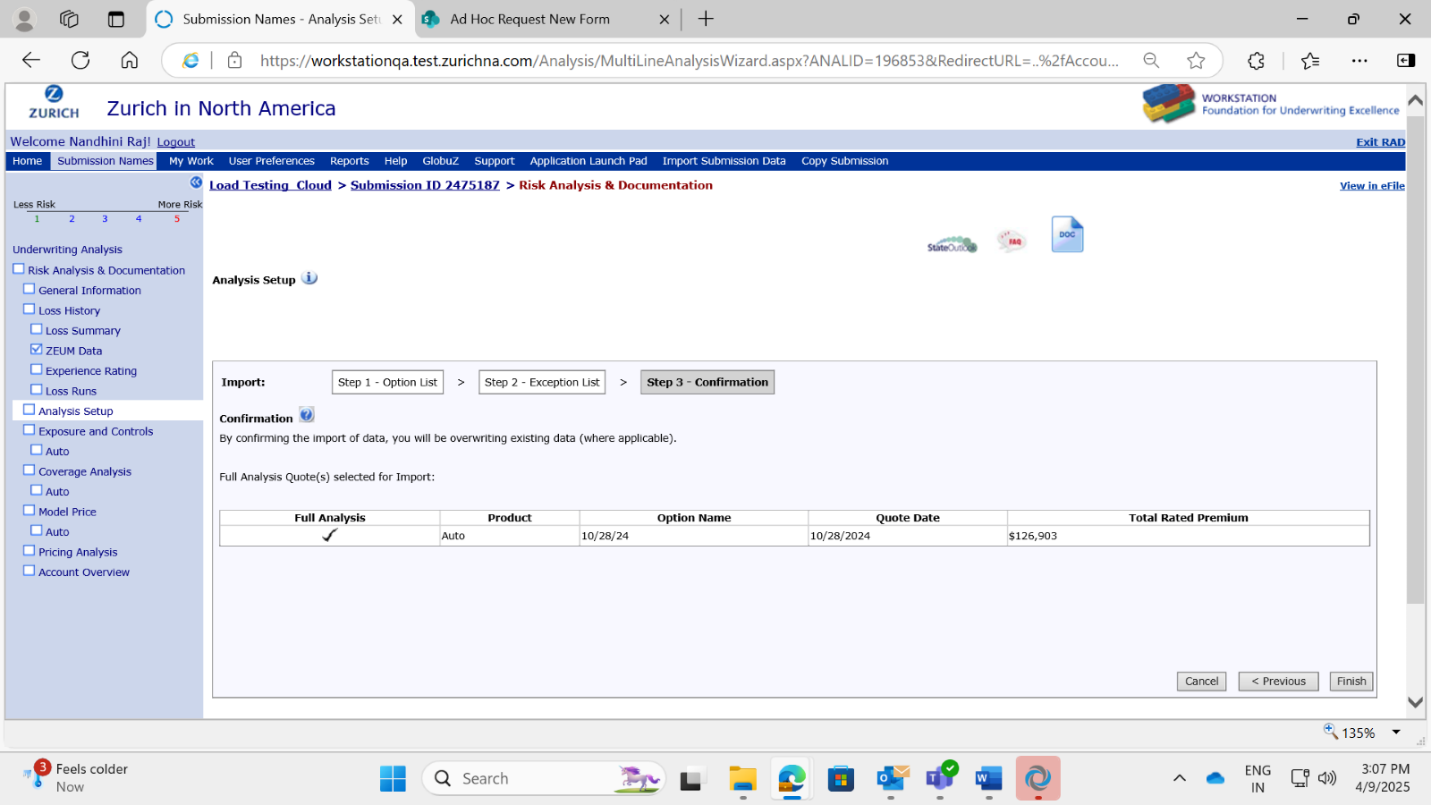 Submission Names - Analysis Setu
Ad Hoc Request New Form
https://workstationqa.test.zurichna.com/Analysis/MultiLineAnalysisWizard.aspx?ANALID=196853&RedirectURL=..%2fAccou...
Z
ZURICH
Zurich in North America
WORKSTATION
Foundation for Underwriting Excellence
Welcome Nandhini Raj! Logout
Exit RAD
Home Submission Names My Work User Preferences Reports Help GlobuZ Support Application Launch Pad Import Submission Data Copy Submission
Load Testing_Cloud > Submission ID 2475187 > Risk Analysis & Documentation
View in eFile
Less Risk More Risk
1 2 3 4 5
StateOutlook
FAQ
DOC
Underwriting Analysis
Risk Analysis & Documentation
General Information
Loss History
Loss Summary
ZEUM Data
Experience Rating
Loss Runs
Analysis Setup
Exposure and Controls
Auto
Coverage Analysis
Auto
Model Price
Auto
Pricing Analysis
Account Overview
Analysis Setup
Import: Step 1 - Option List > Step 2 - Exception List > Step 3 - Confirmation
Confirmation
By confirming the import of data, you will be overwriting existing data (where applicable).
Full Analysis Quote(s) selected for Import:
Full Analysis Product Option Name Quote Date Total Rated Premium
Auto 10/28/24 10/28/2024 $126,903
Cancel < Previous Finish
135%
3
Feels colder
Now
Search
ENG
IN
3:07 PM
4/9/2025